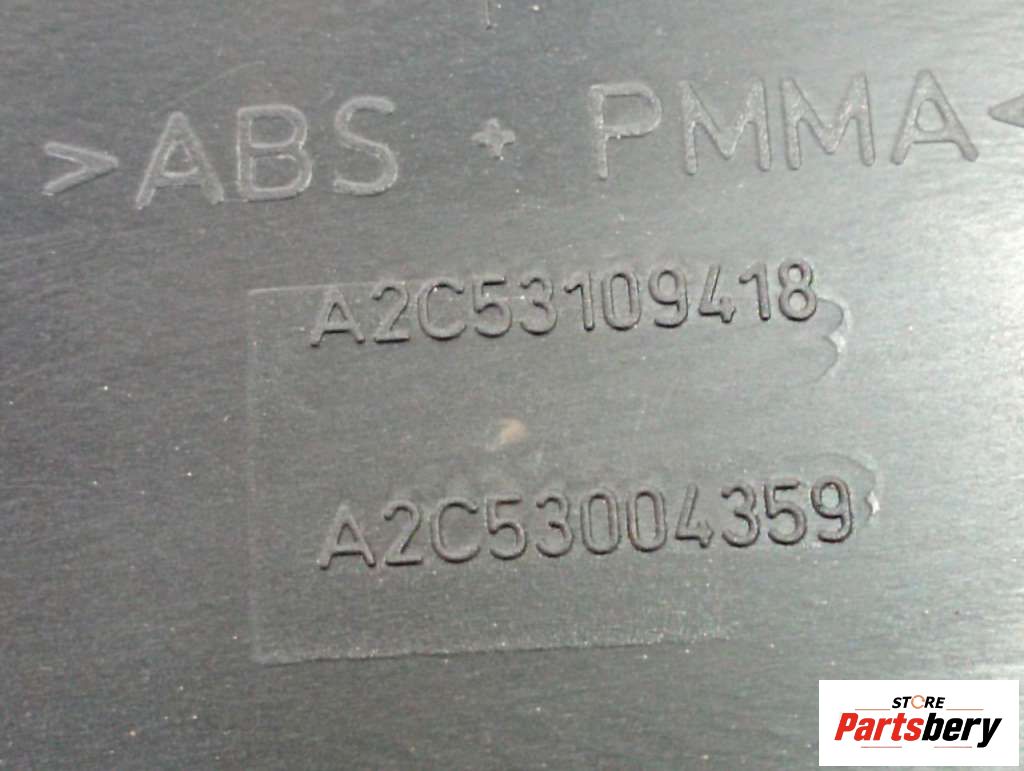 >ABS + PMMA<
A2C53109418
A2C53004359
STORE
Partsbery